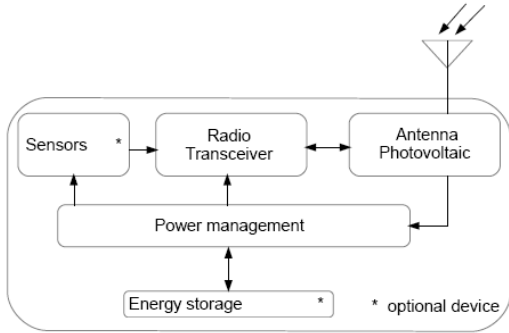 Sensors *
Radio
Transceiver
Antenna
Photovoltaic
Power management
Energy storage *
* optional device